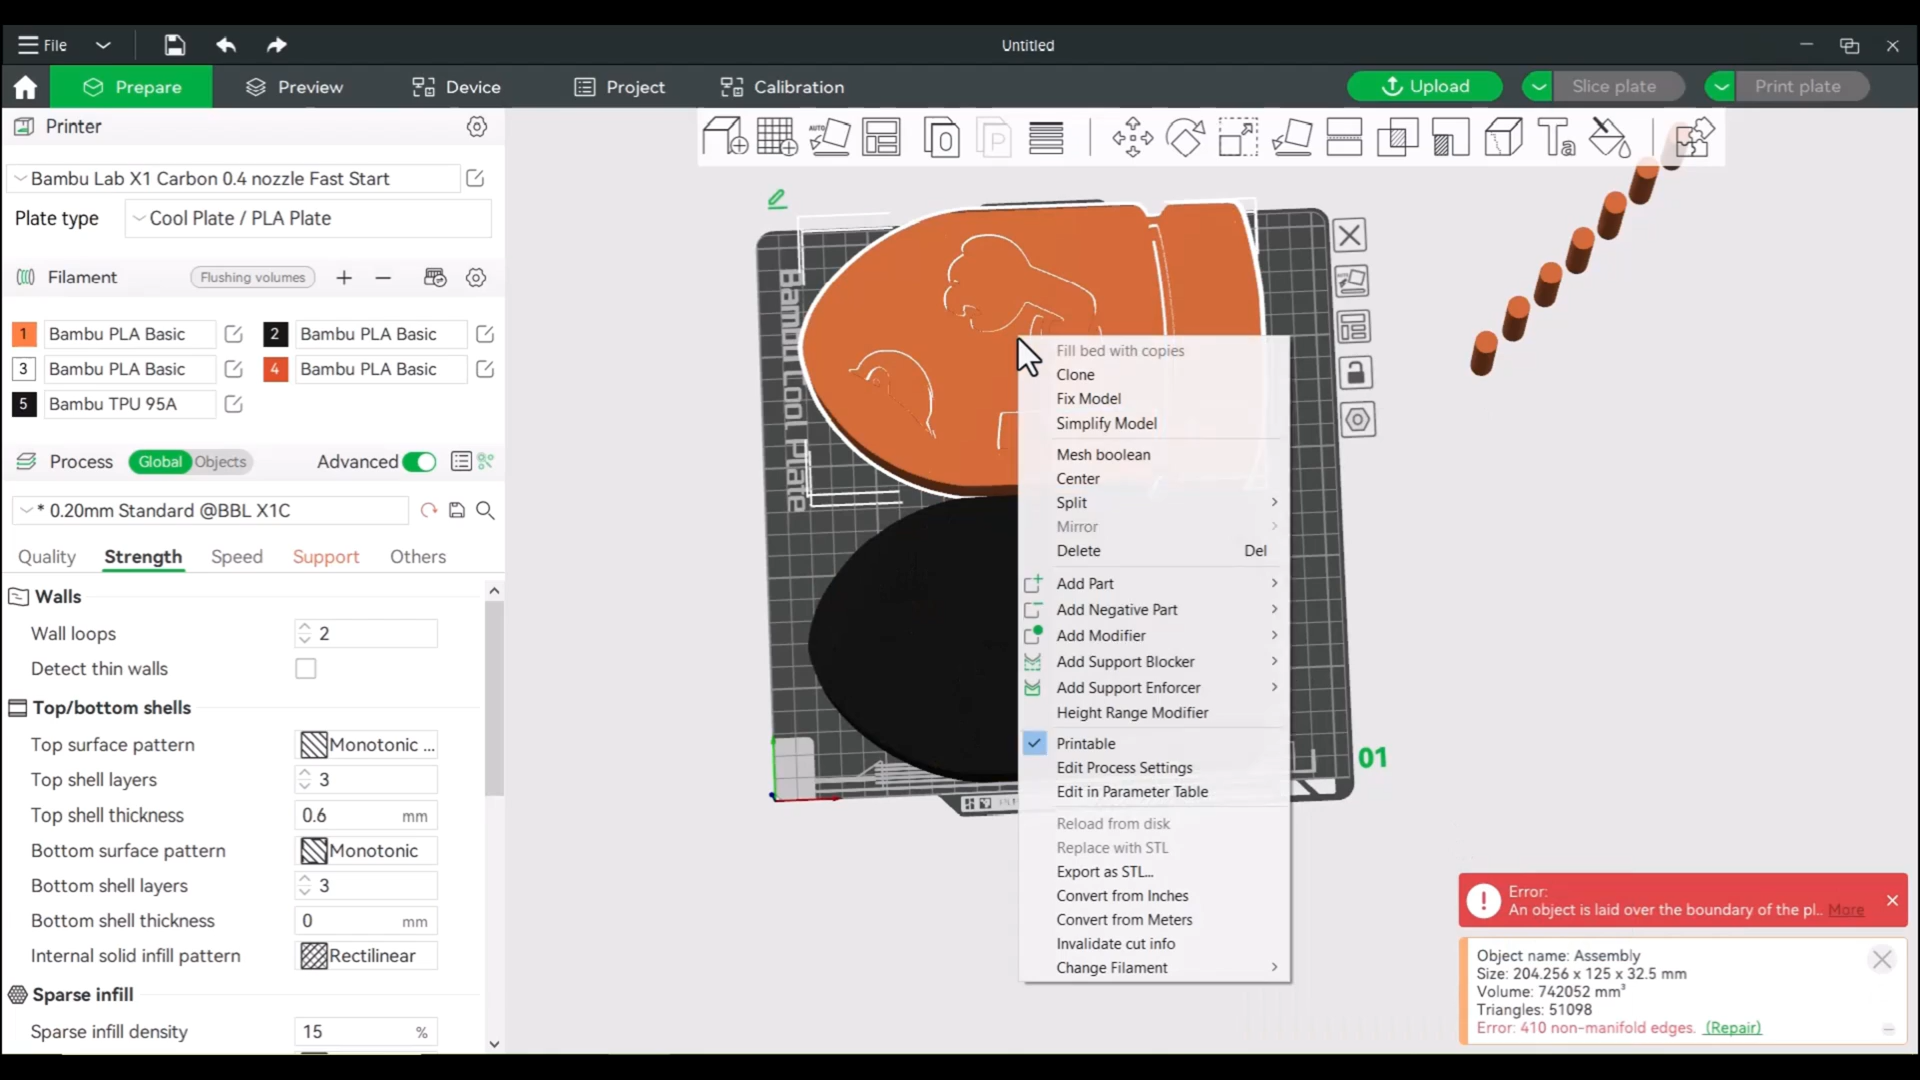 File
Untitled
Prepare
Preview
Device
Project
Calibration
Upload
Slice plate
Print plate
Printer
Bambu Lab X1 Carbon 0.4 nozzle Fast Start
Plate type
Cool Plate / PLA Plate
Filament
Flushing volumes
1 Bambu PLA Basic
2 Bambu PLA Basic
3 Bambu PLA Basic
4 Bambu PLA Basic
5 Bambu TPU 95A
Process
Global
Objects
Advanced
* 0.20mm Standard @BBL X1C
Quality
Strength
Speed
Support
Others
Walls
Wall loops
2
Detect thin walls
Top/bottom shells
Top surface pattern
Monotonic ...
Top shell layers
3
Top shell thickness
0.6 mm
Bottom surface pattern
Monotonic
Bottom shell layers
3
Bottom shell thickness
0 mm
Internal solid infill pattern
Rectilinear
Sparse infill
Sparse infill density
15 %
AUTO
Bambu Cool Plate
Fill bed with copies
Clone
Fix Model
Simplify Model
Mesh boolean
Center
Split
Mirror
Delete Del
Add Part
Add Negative Part
Add Modifier
Add Support Blocker
Add Support Enforcer
Height Range Modifier
Printable
Edit Process Settings
Edit in Parameter Table
Reload from disk
Replace with STL
Export as STL...
Convert from Inches
Convert from Meters
Invalidate cut info
Change Filament
01
Error:
An object is laid over the boundary of the pl... More
Object name: Assembly
Size: 204.256 x 125 x 32.5 mm
Volume: 742052 mm³
Triangles: 51098
Error: 410 non-manifold edges. (Repair)